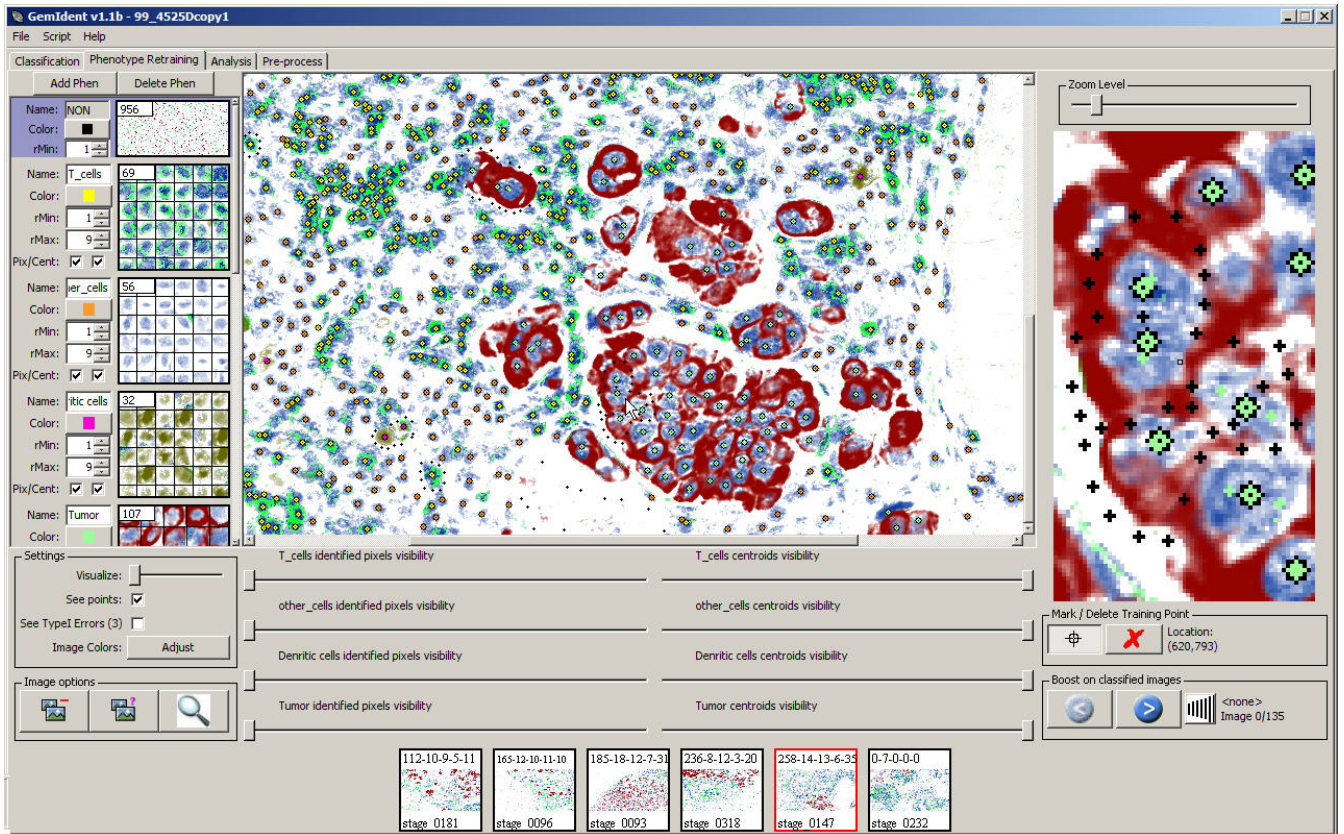 GemIdent v1.1b - 99_4525Dcopy1
File Script Help
Classification Phenotype Retraining Analysis Pre-process
Add Phen Delete Phen
Name: NON 956
Color:
rMin: 1
Name: T_cells 69
Color:
rMin: 1
rMax: 9
Pix/Cent:
Name: ier_cells 56
Color:
rMin: 1
rMax: 9
Pix/Cent:
Name: itic cells 32
Color:
rMin: 1
rMax: 9
Pix/Cent:
Name: Tumor 107
Color:
Zoom Level
Settings
Visualize:
See points:
See TypeI Errors (3)
Image Colors: Adjust
Image options
T_cells identified pixels visibility T_cells centroids visibility
other_cells identified pixels visibility other_cells centroids visibility
Denritic cells identified pixels visibility Denritic cells centroids visibility
Tumor identified pixels visibility Tumor centroids visibility
Mark / Delete Training Point
Location:
(620,793)
Boost on classified images
<none>
Image 0/135
112-10-9-5-11 165-12-10-11-10 185-18-12-7-31 236-8-12-3-20 258-14-13-6-35 0-7-0-0-0
stage_0181 stage_0096 stage_0093 stage_0318 stage_0147 stage_0232